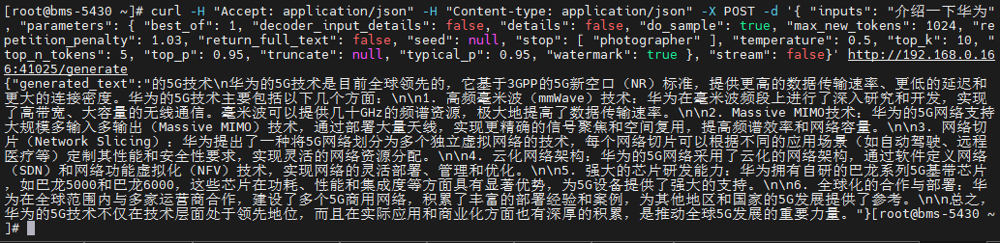 [root@bms-5430 ~]# curl -H "Accept: application/json" -H "Content-type: application/json" -X POST -d '{ "inputs": "介绍一下华为"
, "parameters": { "best_of": 1, "decoder_input_details": false, "details": false, "do_sample": true, "max_new_tokens": 1024, "re
petition_penalty": 1.03, "return_full_text": false, "seed": null, "stop": [ "photographer" ], "temperature": 0.5, "top_k": 10, "
top_n_tokens": 5, "top_p": 0.95, "truncate": null, "typical_p": 0.95, "watermark": true }, "stream": false}' http://192.168.0.16
6:41025/generate
{"generated_text":"的5G技术\n华为的5G技术是目前全球领先的，它基于3GPP的5G新空口（NR）标准，提供更高的数据传输速率、更低的延迟和
更大的连接密度。华为的5G技术主要包括以下几个方面：\n\n1. 高频毫米波（mmWave）技术：华为在毫米波频段上进行了深入研究和开发，实现
了高带宽、大容量的无线通信。毫米波可以提供几十GHz的频谱资源，极大地提高了数据传输速率。\n\n2. Massive MIMO技术：华为的5G网络支持
大规模多输入多输出（Massive MIMO）技术，通过部署大量天线，实现更精确的信号聚焦和空间复用，提高频谱效率和网络容量。\n\n3. 网络切
片（Network Slicing）：华为提出了一种将5G网络划分为多个独立虚拟网络的技术，每个网络切片可以根据不同的应用场景（如自动驾驶、远程
医疗等）定制其性能和安全性要求，实现灵活的网络资源分配。\n\n4. 云化网络架构：华为的5G网络采用了云化的网络架构，通过软件定义网络
（SDN）和网络功能虚拟化（NFV）技术，实现网络的灵活部署、管理和优化。\n\n5. 强大的芯片研发能力：华为拥有自研的巴龙系列5G基带芯片
，如巴龙5000和巴龙6000，这些芯片在功耗、性能和集成度等方面具有显著优势，为5G设备提供了强大的支持。\n\n6. 全球化的合作与部署：华
为在全球范围内与多家运营商合作，建设了多个5G商用网络，积累了丰富的部署经验和案例，为其他地区和国家的5G发展提供了参考。\n\n总之，
华为的5G技术不仅在技术层面处于领先地位，而且在实际应用和商业化方面也有深厚的积累，是推动全球5G发展的重要力量。"}[root@bms-5430 ~
]#